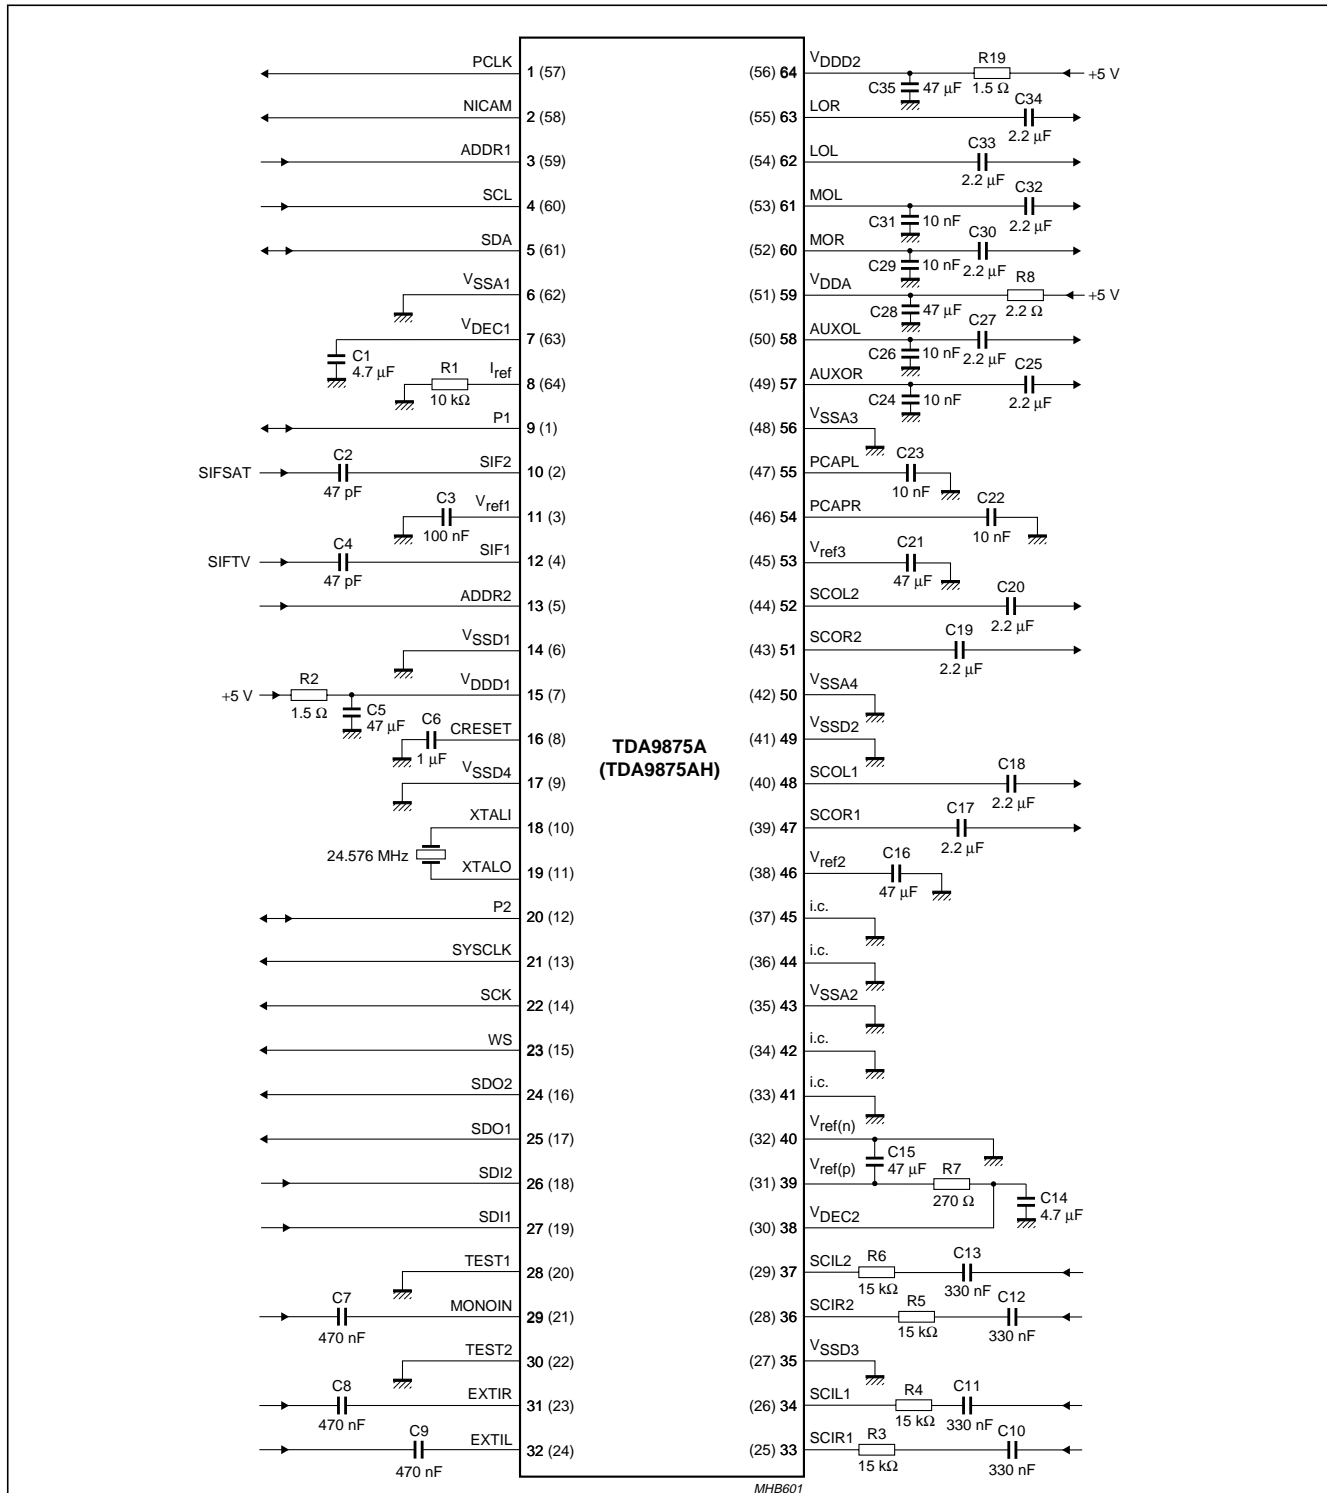 PCLK
1 (57)
NICAM
2 (58)
ADDR1
3 (59)
SCL
4 (60)
SDA
5 (61)
VSSA1
6 (62)
VDEC1
7 (63)
C1
4.7 µF
R1
Iref
8 (64)
10 kΩ
P1
9 (1)
SIFSAT
C2
SIF2
10 (2)
47 pF
C3
Vref1
11 (3)
100 nF
SIFTV
C4
SIF1
12 (4)
47 pF
ADDR2
13 (5)
VSSD1
14 (6)
+5 V
R2
VDDD1
15 (7)
1.5 Ω
C5
47 µF
C6
CRESET
16 (8)
1 µF
VSSD4
17 (9)
XTALI
18 (10)
24.576 MHz
XTALO
19 (11)
P2
20 (12)
SYSCLK
21 (13)
SCK
22 (14)
WS
23 (15)
SDO2
24 (16)
SDO1
25 (17)
SDI2
26 (18)
SDI1
27 (19)
TEST1
28 (20)
C7
MONOIN
29 (21)
470 nF
TEST2
30 (22)
C8
EXTIR
31 (23)
470 nF
C9
EXTIL
32 (24)
470 nF
TDA9875A
(TDA9875AH)
(56) 64
VDDD2
R19
+5 V
C35
47 µF
1.5 Ω
(55) 63
LOR
C34
2.2 µF
(54) 62
LOL
C33
2.2 µF
(53) 61
MOL
C32
C31
10 nF
2.2 µF
(52) 60
MOR
C30
C29
10 nF
2.2 µF
(51) 59
VDDA
R8
+5 V
C28
47 µF
2.2 Ω
(50) 58
AUXOL
C27
C26
10 nF
2.2 µF
(49) 57
AUXOR
C25
C24
10 nF
2.2 µF
(48) 56
VSSA3
(47) 55
PCAPL
C23
10 nF
(46) 54
PCAPR
C22
10 nF
(45) 53
Vref3
C21
47 µF
(44) 52
SCOL2
C20
2.2 µF
(43) 51
SCOR2
C19
2.2 µF
(42) 50
VSSA4
(41) 49
VSSD2
(40) 48
SCOL1
C18
2.2 µF
(39) 47
SCOR1
C17
2.2 µF
(38) 46
Vref2
C16
47 µF
(37) 45
i.c.
(36) 44
i.c.
(35) 43
VSSA2
(34) 42
i.c.
(33) 41
i.c.
(32) 40
Vref(n)
C15
47 µF
(31) 39
Vref(p)
R7
270 Ω
C14
4.7 µF
(30) 38
VDEC2
(29) 37
SCIL2
R6
C13
15 kΩ
330 nF
(28) 36
SCIR2
R5
C12
15 kΩ
330 nF
(27) 35
VSSD3
(26) 34
SCIL1
R4
C11
15 kΩ
330 nF
(25) 33
SCIR1
R3
C10
15 kΩ
330 nF
MHB601